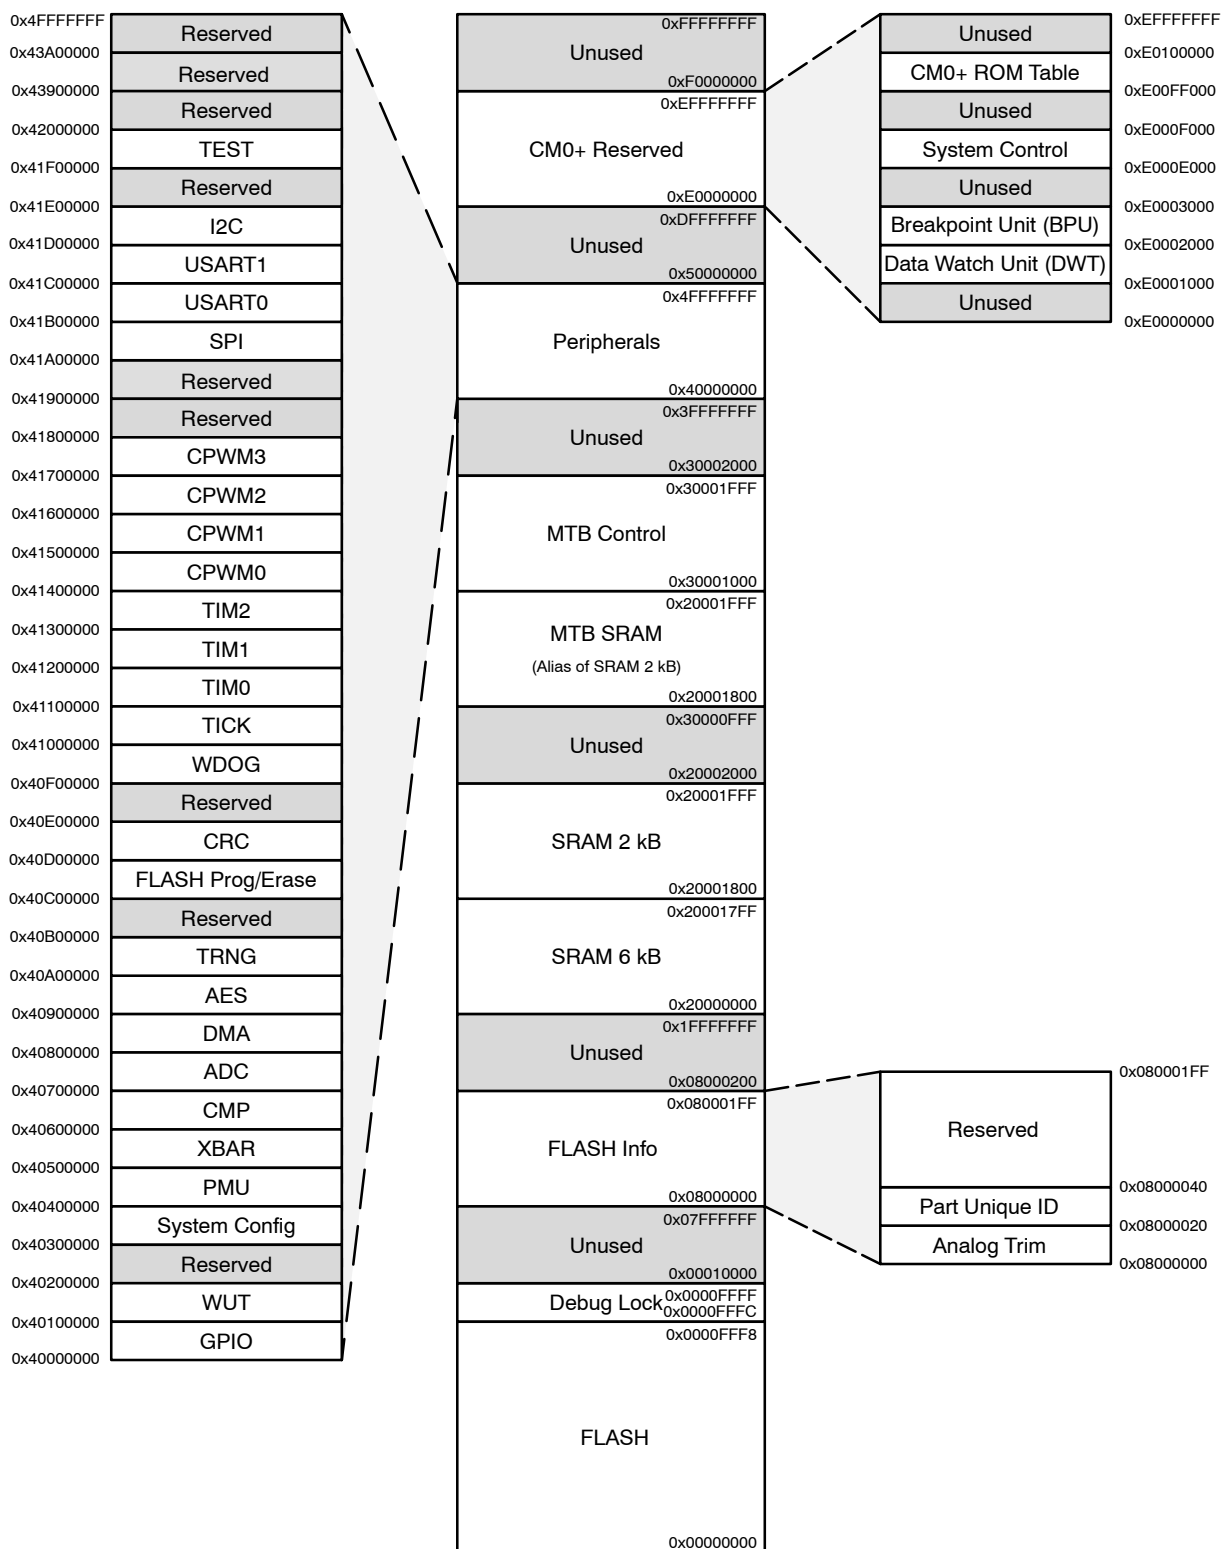 0x4FFFFFFF
Reserved
0x43A00000
Reserved
0x43900000
Reserved
0x42000000
TEST
0x41F00000
Reserved
0x41E00000
I2C
0x41D00000
USART1
0x41C00000
USART0
0x41B00000
SPI
0x41A00000
Reserved
0x41900000
Reserved
0x41800000
CPWM3
0x41700000
CPWM2
0x41600000
CPWM1
0x41500000
CPWM0
0x41400000
TIM2
0x41300000
TIM1
0x41200000
TIM0
0x41100000
TICK
0x41000000
WDOG
0x40F00000
Reserved
0x40E00000
CRC
0x40D00000
FLASH Prog/Erase
0x40C00000
Reserved
0x40B00000
TRNG
0x40A00000
AES
0x40900000
DMA
0x40800000
ADC
0x40700000
CMP
0x40600000
XBAR
0x40500000
PMU
0x40400000
System Config
0x40300000
Reserved
0x40200000
WUT
0x40100000
GPIO
0x40000000
0xFFFFFFFF
Unused
0xF0000000
0xEFFFFFFF
CM0+ Reserved
0xE0000000
0xDFFFFFFF
Unused
0x50000000
0x4FFFFFFF
Peripherals
0x40000000
0x3FFFFFFF
Unused
0x30002000
0x30001FFF
MTB Control
0x30001000
0x20001FFF
MTB SRAM
(Alias of SRAM 2 kB)
0x20001800
0x30000FFF
Unused
0x20002000
0x20001FFF
SRAM 2 kB
0x20001800
0x200017FF
SRAM 6 kB
0x20000000
0x1FFFFFFF
Unused
0x08000200
0x080001FF
FLASH Info
0x08000000
0x07FFFFFF
Unused
0x00010000
0x0000FFFF
Debug Lock
0x0000FFFC
0x0000FFF8
FLASH
0x00000000
0xEFFFFFFF
Unused
0xE0100000
CM0+ ROM Table
0xE00FF000
Unused
0xE000F000
System Control
0xE000E000
Unused
0xE0003000
Breakpoint Unit (BPU)
0xE0002000
Data Watch Unit (DWT)
0xE0001000
Unused
0xE0000000
0x080001FF
Reserved
0x08000040
Part Unique ID
0x08000020
Analog Trim
0x08000000